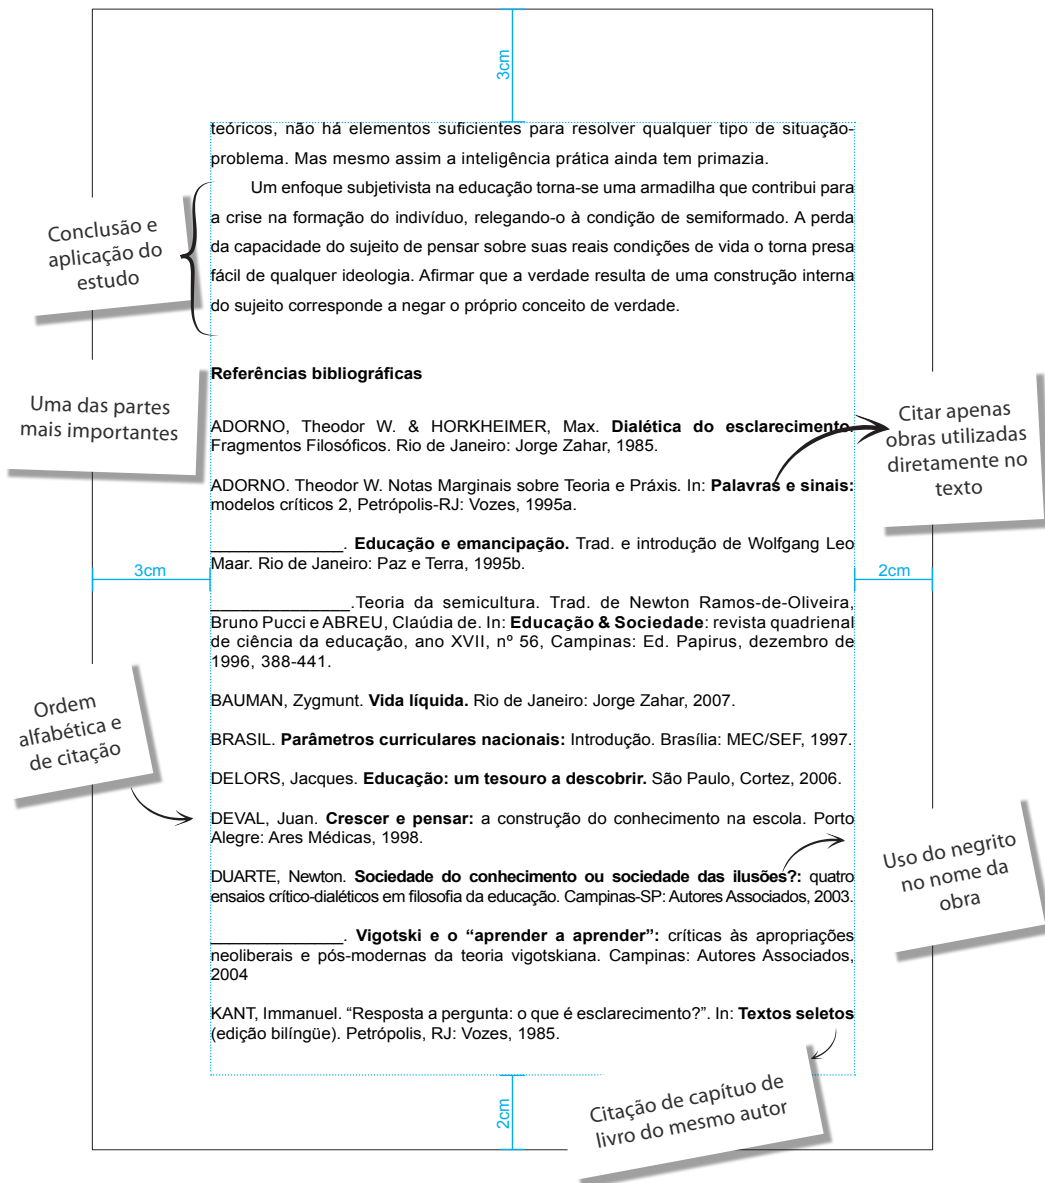 3cm
teóricos, não há elementos suficientes para resolver qualquer tipo de situação-
problema. Mas mesmo assim a inteligência prática ainda tem primazia.
Um enfoque subjetivista na educação torna-se uma armadilha que contribui para
a crise na formação do indivíduo, relegando-o à condição de semiformado. A perda
da capacidade do sujeito de pensar sobre suas reais condições de vida o torna presa
fácil de qualquer ideologia. Afirmar que a verdade resulta de uma construção interna
do sujeito corresponde a negar o próprio conceito de verdade.
Conclusão e
aplicação do
estudo
Referências bibliográficas
Uma das partes
mais importantes
ADORNO, Theodor W. & HORKHEIMER, Max. Dialética do esclarecimento.
Fragmentos Filosóficos. Rio de Janeiro: Jorge Zahar, 1985.
Citar apenas
obras utilizadas
diretamente no
texto
ADORNO. Theodor W. Notas Marginais sobre Teoria e Práxis. In: Palavras e sinais:
modelos críticos 2, Petrópolis-RJ: Vozes, 1995a.
______________. Educação e emancipação. Trad. e introdução de Wolfgang Leo
Maar. Rio de Janeiro: Paz e Terra, 1995b.
3cm
2cm
______________.Teoria da semicultura. Trad. de Newton Ramos-de-Oliveira,
Bruno Pucci e ABREU, Claúdia de. In: Educação & Sociedade: revista quadrienal
de ciência da educação, ano XVII, nº 56, Campinas: Ed. Papirus, dezembro de
1996, 388-441.
BAUMAN, Zygmunt. Vida líquida. Rio de Janeiro: Jorge Zahar, 2007.
Ordem
alfabética e
de citação
BRASIL. Parâmetros curriculares nacionais: Introdução. Brasília: MEC/SEF, 1997.
DELORS, Jacques. Educação: um tesouro a descobrir. São Paulo, Cortez, 2006.
DEVAL, Juan. Crescer e pensar: a construção do conhecimento na escola. Porto
Alegre: Ares Médicas, 1998.
Uso do negrito
no nome da
obra
DUARTE, Newton. Sociedade do conhecimento ou sociedade das ilusões?: quatro
ensaios crítico-dialéticos em filosofia da educação. Campinas-SP: Autores Associados, 2003.
______________. Vigotski e o “aprender a aprender”: críticas às apropriações
neoliberais e pós-modernas da teoria vigotskiana. Campinas: Autores Associados,
2004
KANT, Immanuel. “Resposta a pergunta: o que é esclarecimento?”. In: Textos seletos
(edição bilíngüe). Petrópolis, RJ: Vozes, 1985.
Citação de capítuo de
livro do mesmo autor
2cm